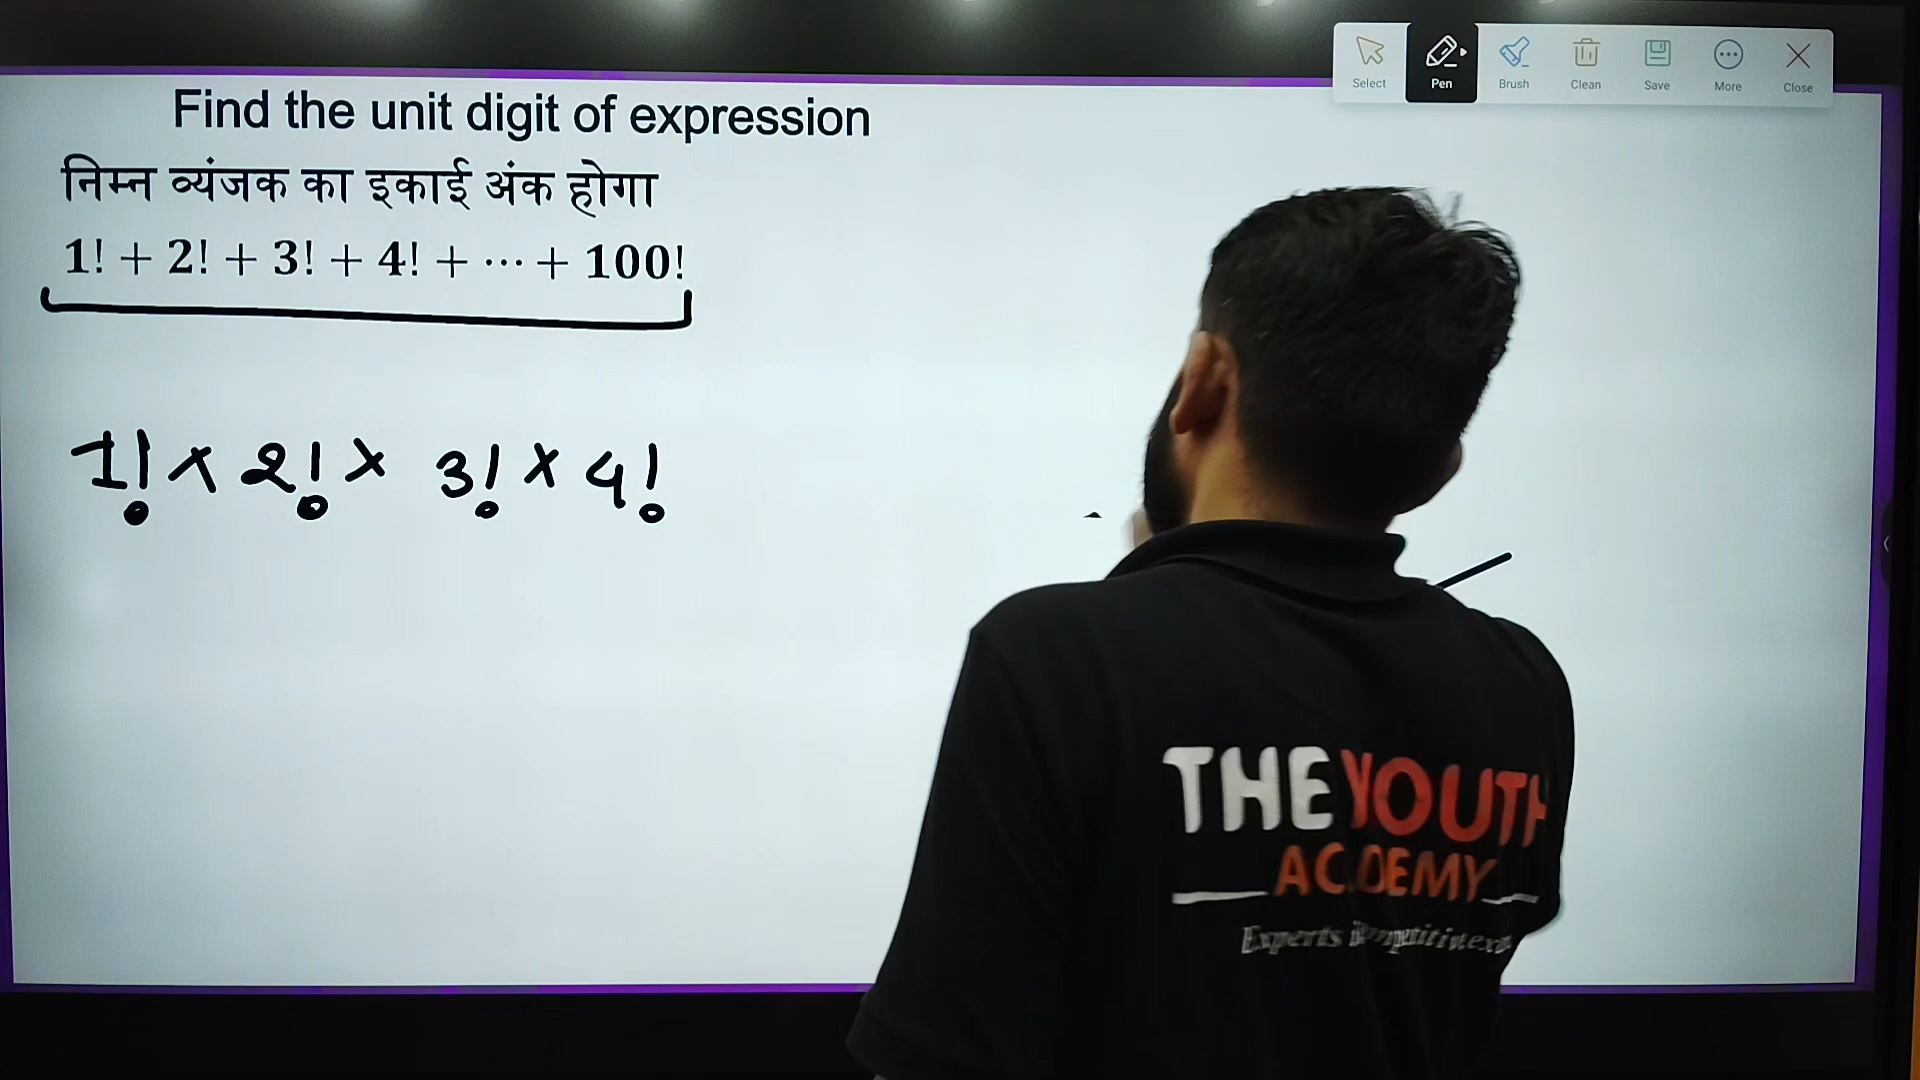 Select Pen Brush Clean Save More Close
Find the unit digit of expression
निम्न व्यंजक का इकाई अंक होगा
1! + 2! + 3! + 4! + ⋯ + 100!
1! × 2! × 3! × 4!
THE YOUTH
ACADEMY
Experts